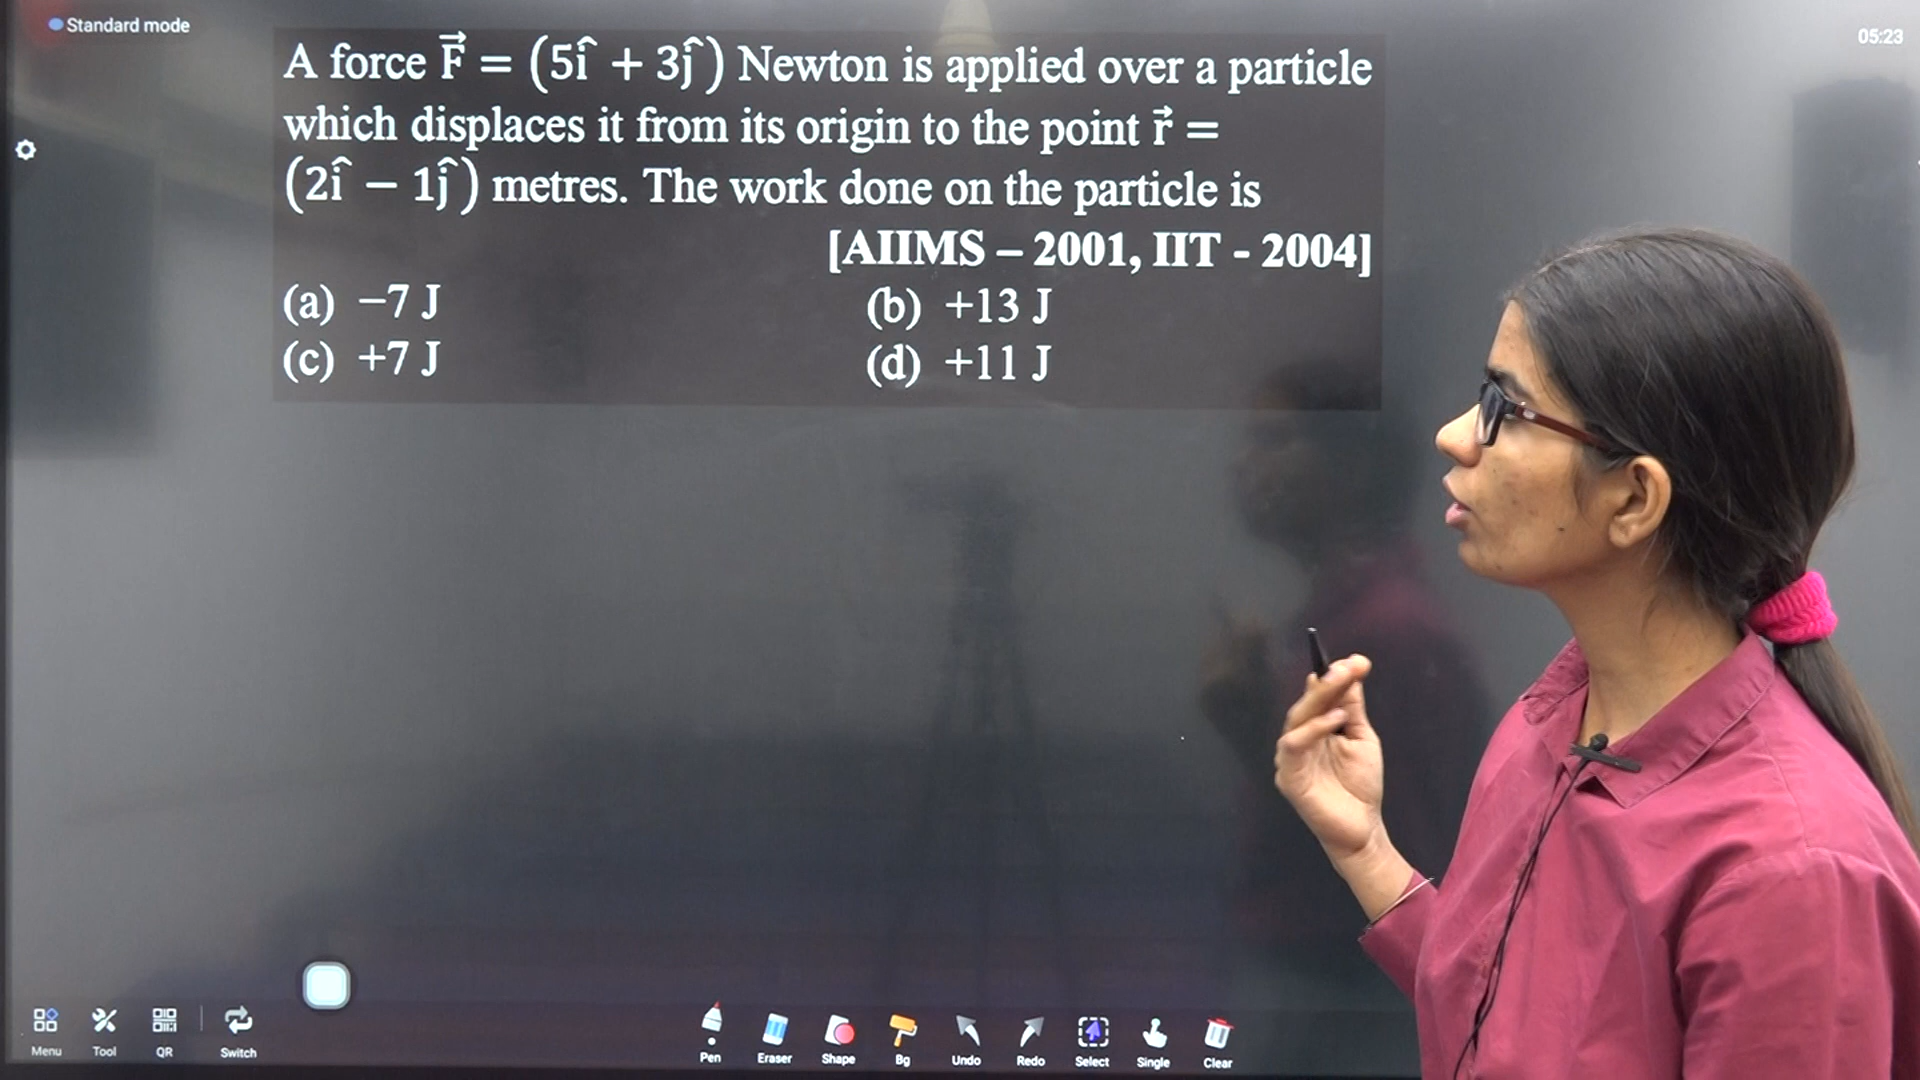 Standard mode
05:23
A force F⃗ = (5î + 3ĵ) Newton is applied over a particle
which displaces it from its origin to the point r⃗ =
(2î − 1ĵ) metres. The work done on the particle is
[AIIMS – 2001, IIT - 2004]
(a) −7 J (b) +13 J
(c) +7 J (d) +11 J
Menu Tool QR Switch Pen Eraser Shape Bg Undo Redo Select Single Clear